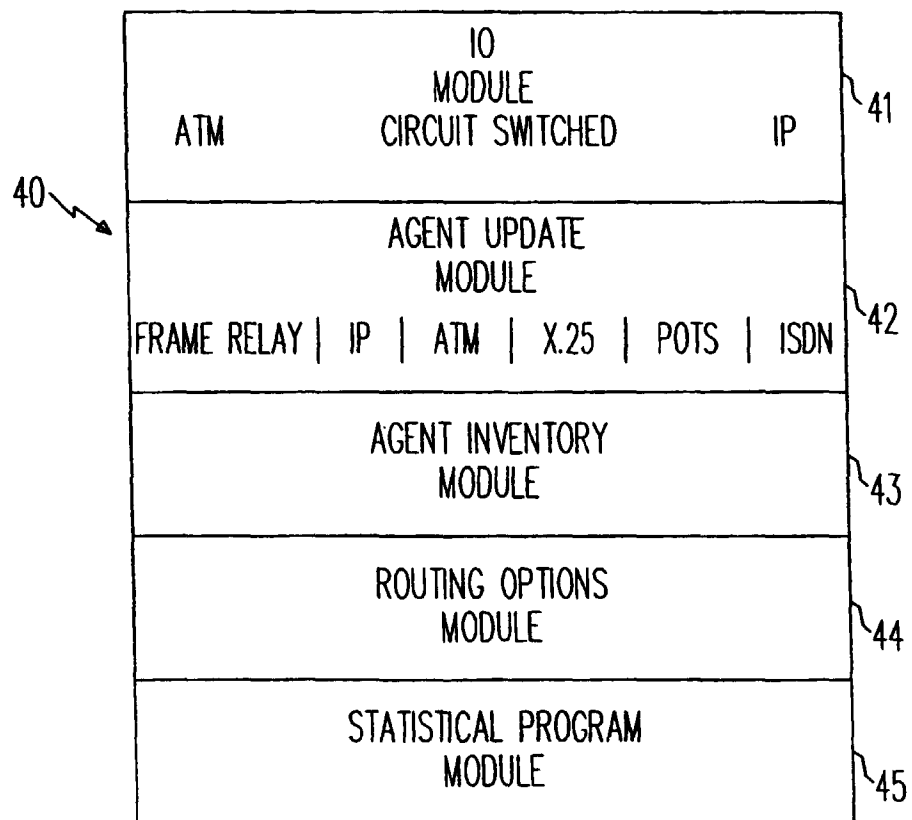 IO
MODULE
ATM CIRCUIT SWITCHED IP
41
40
AGENT UPDATE
MODULE
42
FRAME RELAY | IP | ATM | X.25 | POTS | ISDN
AGENT INVENTORY
MODULE
43
ROUTING OPTIONS
MODULE
44
STATISTICAL PROGRAM
MODULE
45